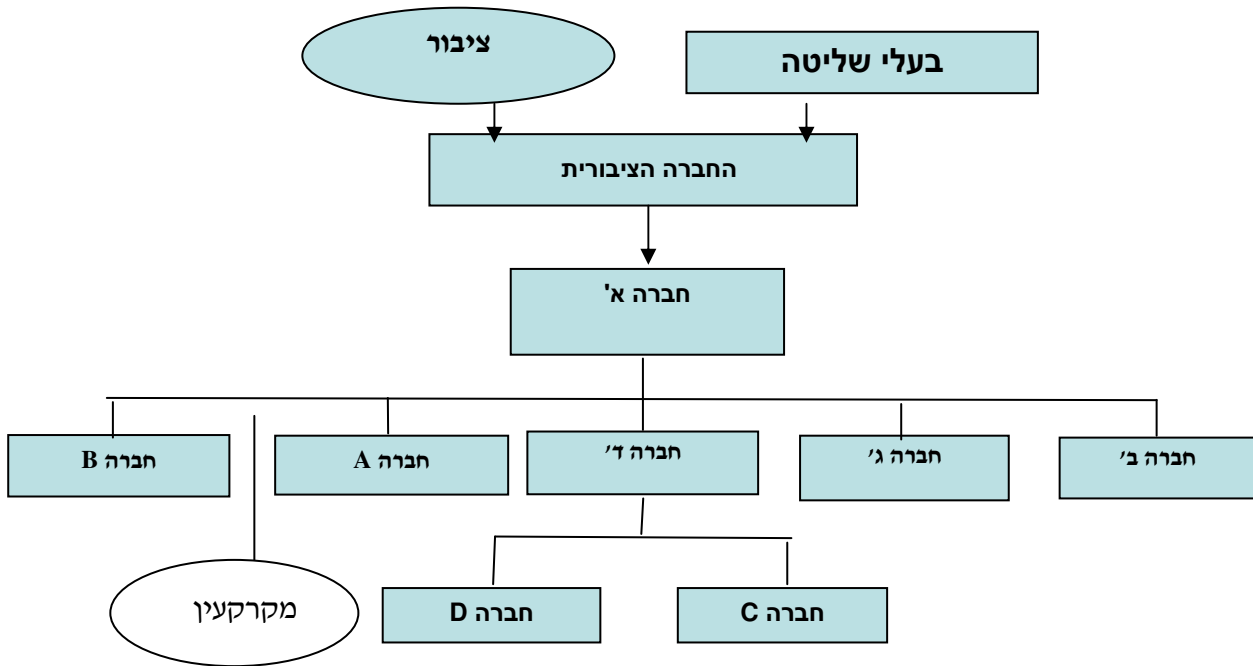 ציבור
בעלי שליטה
החברה הציבורית
חברה א'
חברה ב׳
חברה ג׳
חברה ד׳
חברה A
חברה B
מקרקעין
חברה C
חברה D